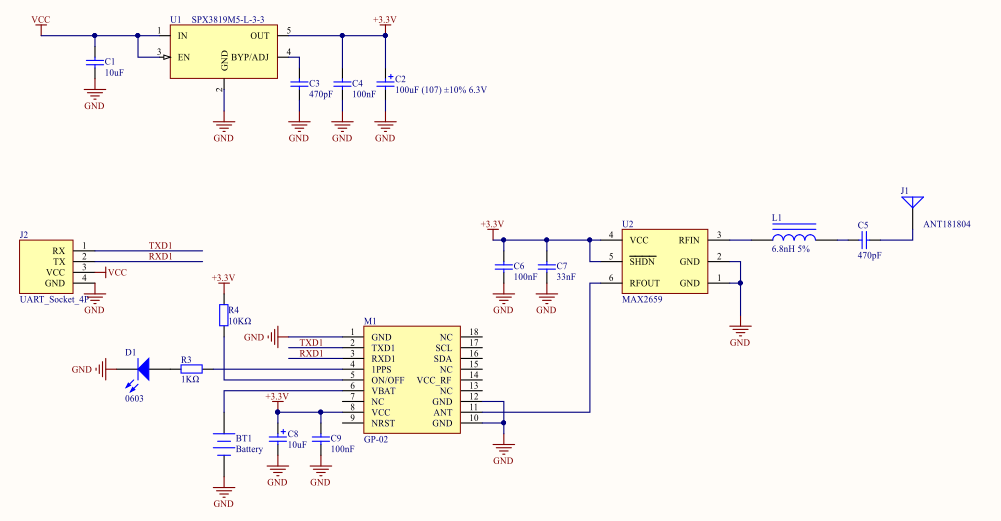 VCC
U1 SPX3819M5-L-3-3
+3.3V
1 IN OUT 5
3 EN BYP/ADJ 4
GND
2
C1
10uF
C3
470pF
C4
100nF
C2
100uF (107) ±10% 6.3V
GND
GND
GND
GND
GND
J2
RX 1 TXD1
TX 2 RXD1
VCC 3 VCC
GND 4
UART_Socket_4P
GND
+3.3V
R4
10KΩ
D1
0603
GND
R3
1KΩ
BT1
Battery
GND
GND
TXD1
RXD1
M1
1 GND NC 18
2 TXD1 SCL 17
3 RXD1 SDA 16
4 1PPS NC 15
5 ON/OFF VCC_RF 14
6 VBAT NC 13
7 NC GND 12
8 VCC ANT 11
9 NRST GND 10
GP-02
+3.3V
+
C8
10uF
C9
100nF
GND
GND
GND
+3.3V
C6
100nF
C7
33nF
GND
GND
U2
4 VCC RFIN 3
5 SHDN GND 2
6 RFOUT GND 1
MAX2659
GND
L1
6.8nH 5%
C5
470pF
J1
ANT181804